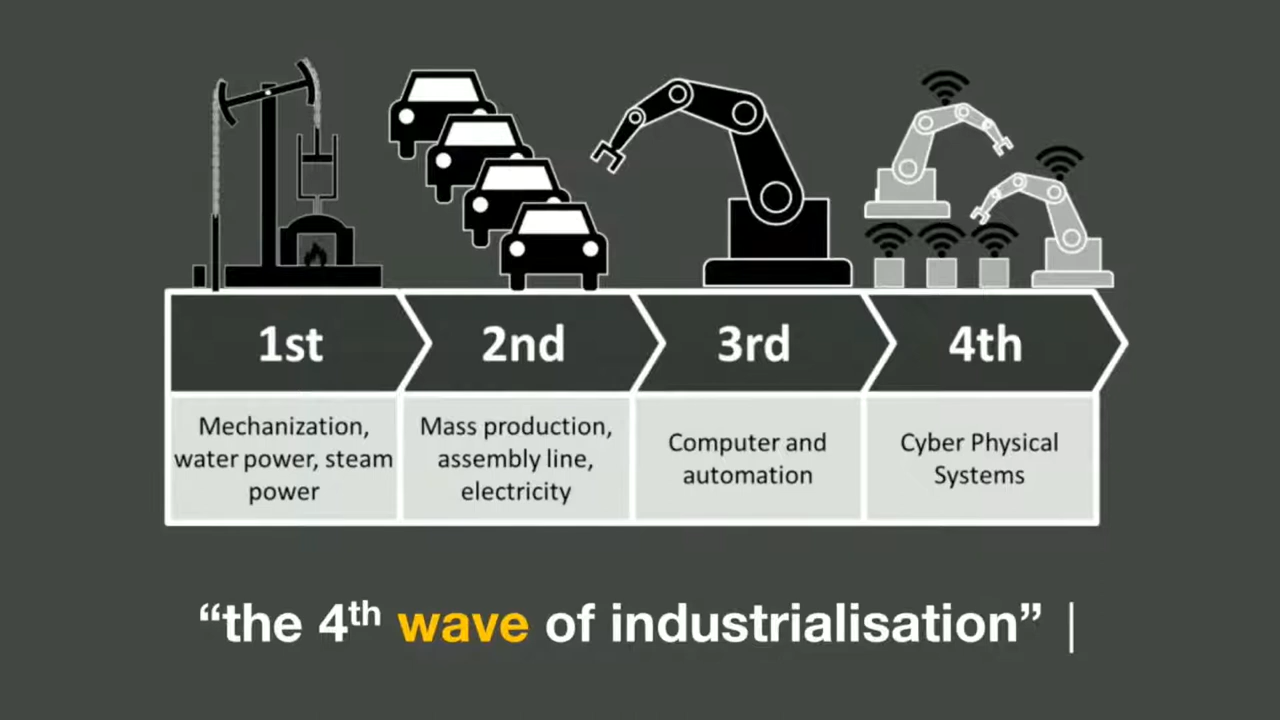 1st
2nd
3rd
4th
Mechanization,
water power, steam
power
Mass production,
assembly line,
electricity
Computer and
automation
Cyber Physical
Systems
“the 4th wave of industrialisation” |